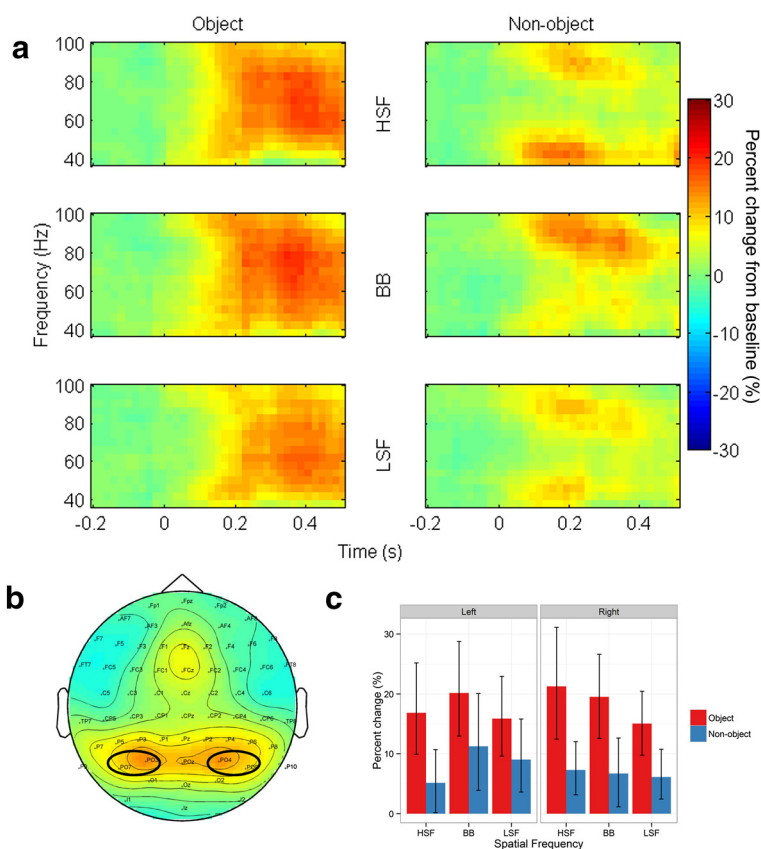 a
Object
Non-object
100
80
60
40
HSF
100
80
60
40
BB
100
80
60
40
LSF
Frequency (Hz)
-0.2 0 0.2 0.4
-0.2 0 0.2 0.4
Time (s)
30
20
10
0
-10
-20
-30
Percent change from baseline (%)
b
Fp1 Fpz Fp2
AF7 AF3 Afz AF4
F7 F5 F3 F1 Fz F2 F4 F6
FT7 FC5 FC3 FC1 FCz FC2 FC4 FC6 FT8
C5 C3 C1 Cz C2 C4 C6
TP7 CP5 CP3 CP1 CPz CP2 CP4 CP6
P7 P5 P3 P1 Pz P2 P4 P6 P8
PO7 POz PO4 P10
O1 Oz O2
I1 Iz I2
c
Left Right
30
20
10
0
Percent change (%)
HSF BB LSF HSF BB LSF
Spatial Frequency
Object
Non-object